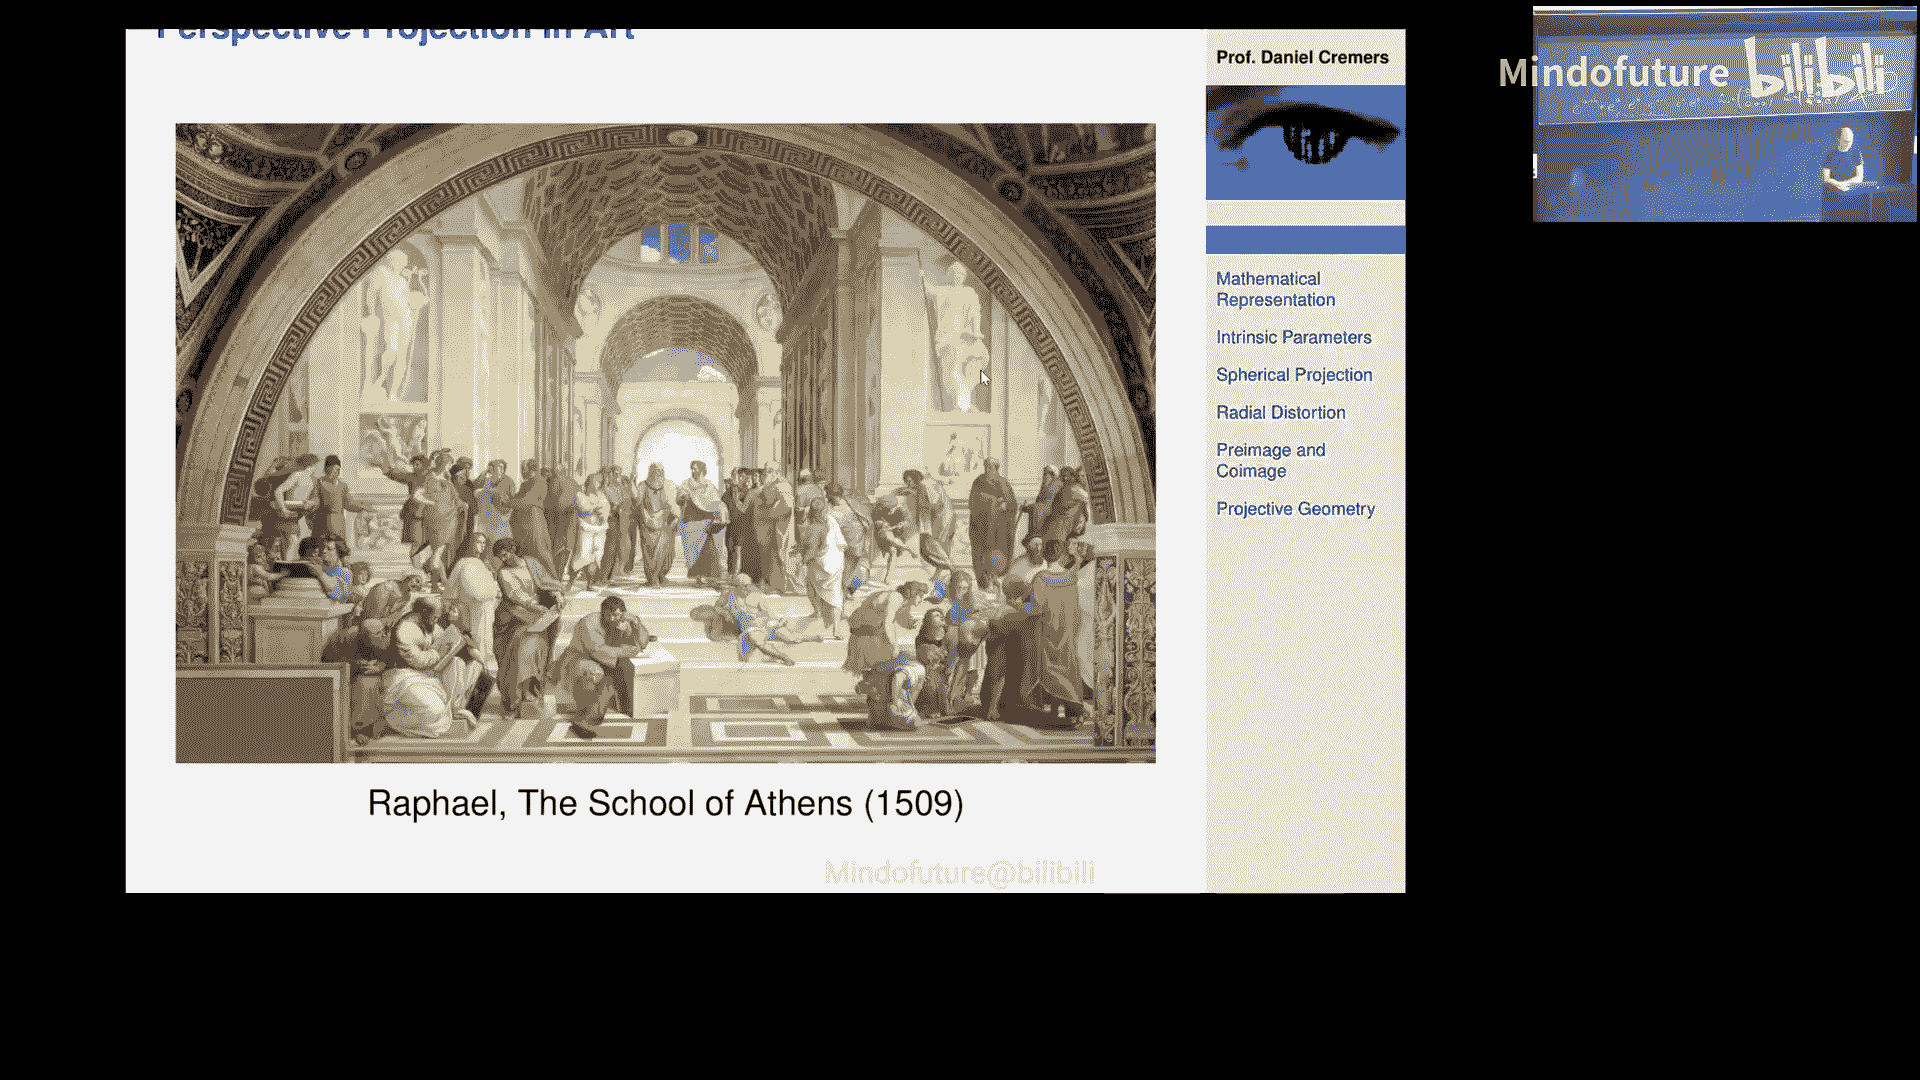 Perspective Projection in Art
Prof. Daniel Cremers
Mindofuture bilibili
Mathematical
Representation
Intrinsic Parameters
Spherical Projection
Radial Distortion
Preimage and
Coimage
Projective Geometry
Raphael, The School of Athens (1509)
Mindofuture@bilibili